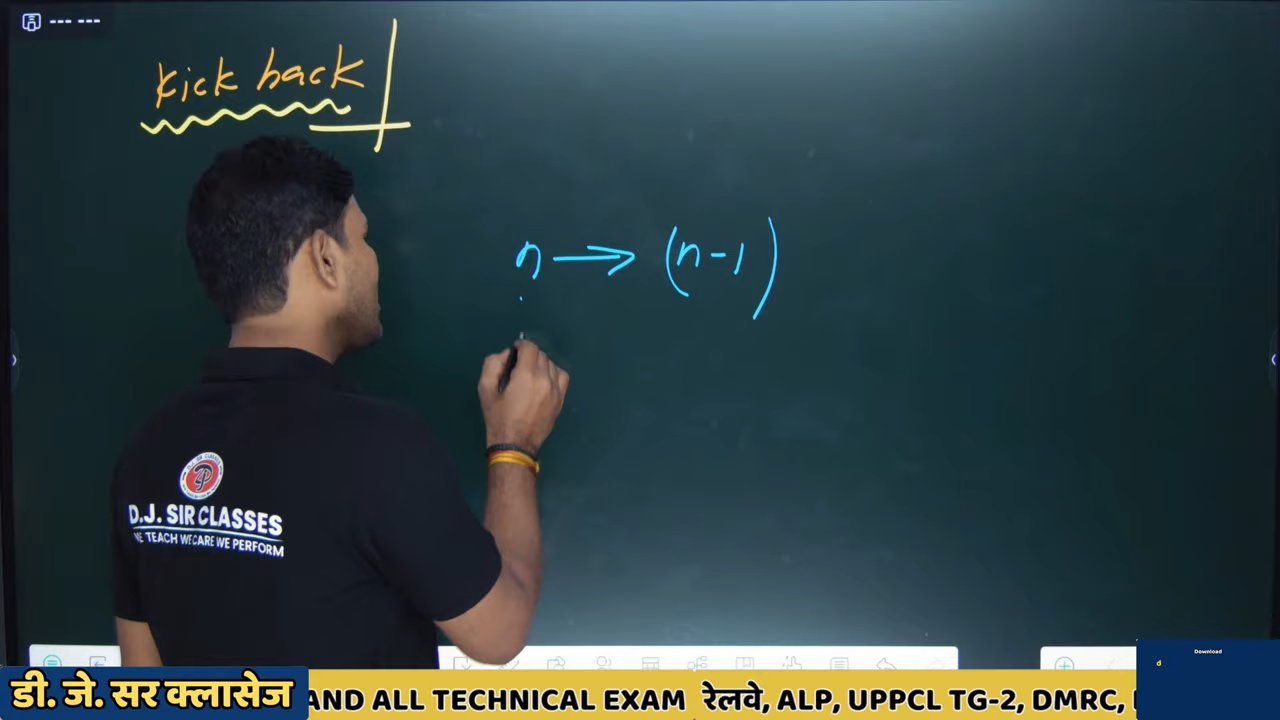 --- ---
kick back
n → (n-1)
D.J. SIR CLASSES
WE TEACH WE CARE WE PERFORM
Download
d
डी. जे. सर क्लासेज
AND ALL TECHNICAL EXAM रेलवे, ALP, UPPCL TG-2, DMRC,